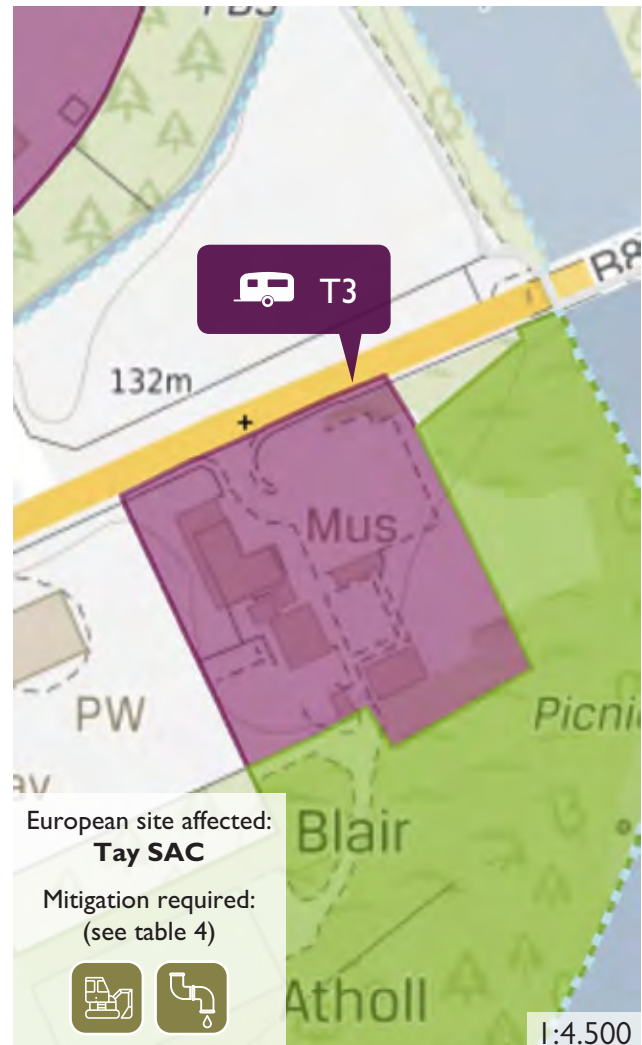 T3
132m
Mus
PW
Blair
Atholl
European site affected:
Tay SAC
Mitigation required:
(see table 4)
1:4.500